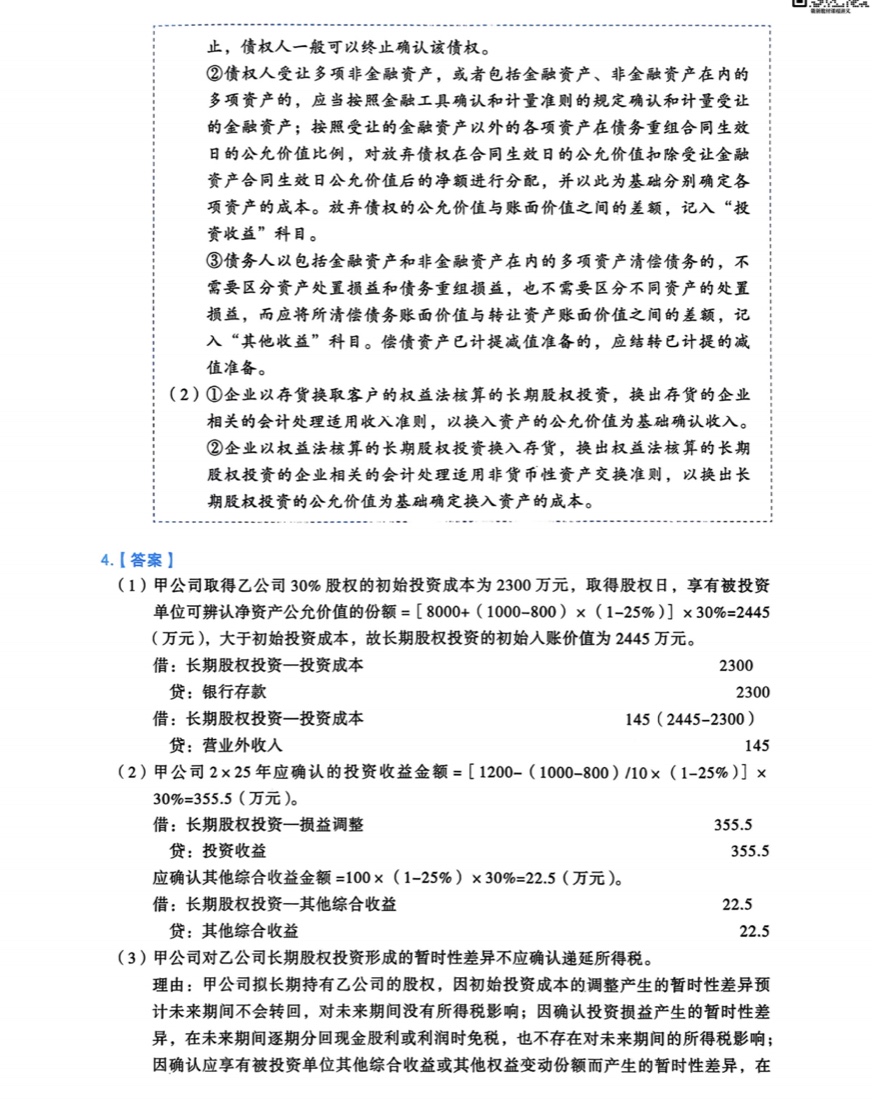 止，债权人一般可以终止确认该债权。
②债权人受让多项非金融资产，或者包括金融资产、非金融资产在内的
多项资产的，应当按照金融工具确认和计量准则的规定确认和计量受让
的金融资产；按照受让的金融资产以外的各项资产在债务重组合同生效
日的公允价值比例，对放弃债权在合同生效日的公允价值扣除受让金融
资产合同生效日公允价值后的净额进行分配，并以此为基础分别确定各
项资产的成本。放弃债权的公允价值与账面价值之间的差额，记入“投
资收益”科目。
③债务人以包括金融资产和非金融资产在内的多项资产清偿债务的，不
需要区分资产处置损益和债务重组损益，也不需要区分不同资产的处置
损益，而应将所清偿债务账面价值与转让资产账面价值之间的差额，记
入“其他收益”科目。偿债资产已计提减值准备的，应结转已计提的减
值准备。
（2）①企业以存货换取客户的权益法核算的长期股权投资，换出存货的企业
相关的会计处理适用收入准则，以换入资产的公允价值为基础确认收入。
②企业以权益法核算的长期股权投资换入存货，换出权益法核算的长期
股权投资的企业相关的会计处理适用非货币性资产交换准则，以换出长
期股权投资的公允价值为基础确定换入资产的成本。
4.【答案】
（1）甲公司取得乙公司 30% 股权的初始投资成本为 2300 万元，取得股权日，享有被投资
单位可辨认净资产公允价值的份额 =［8000+（1000-800）×（1-25%）］×30%=2445
（万元），大于初始投资成本，故长期股权投资的初始入账价值为 2445 万元。
借：长期股权投资—投资成本 2300
贷：银行存款 2300
借：长期股权投资—投资成本 145（2445-2300）
贷：营业外收入 145
（2）甲公司 2×25 年应确认的投资收益金额 =［1200-（1000-800）/10×（1-25%）］×
30%=355.5（万元）。
借：长期股权投资—损益调整 355.5
贷：投资收益 355.5
应确认其他综合收益金额 =100×（1-25%）×30%=22.5（万元）。
借：长期股权投资—其他综合收益 22.5
贷：其他综合收益 22.5
（3）甲公司对乙公司长期股权投资形成的暂时性差异不应确认递延所得税。
理由：甲公司拟长期持有乙公司的股权，因初始投资成本的调整产生的暂时性差异预
计未来期间不会转回，对未来期间没有所得税影响；因确认投资损益产生的暂时性差
异，在未来期间逐期分回现金股利或利润时免税，也不存在对未来期间的所得税影响；
因确认应享有被投资单位其他综合收益或其他权益变动份额而产生的暂时性差异，在